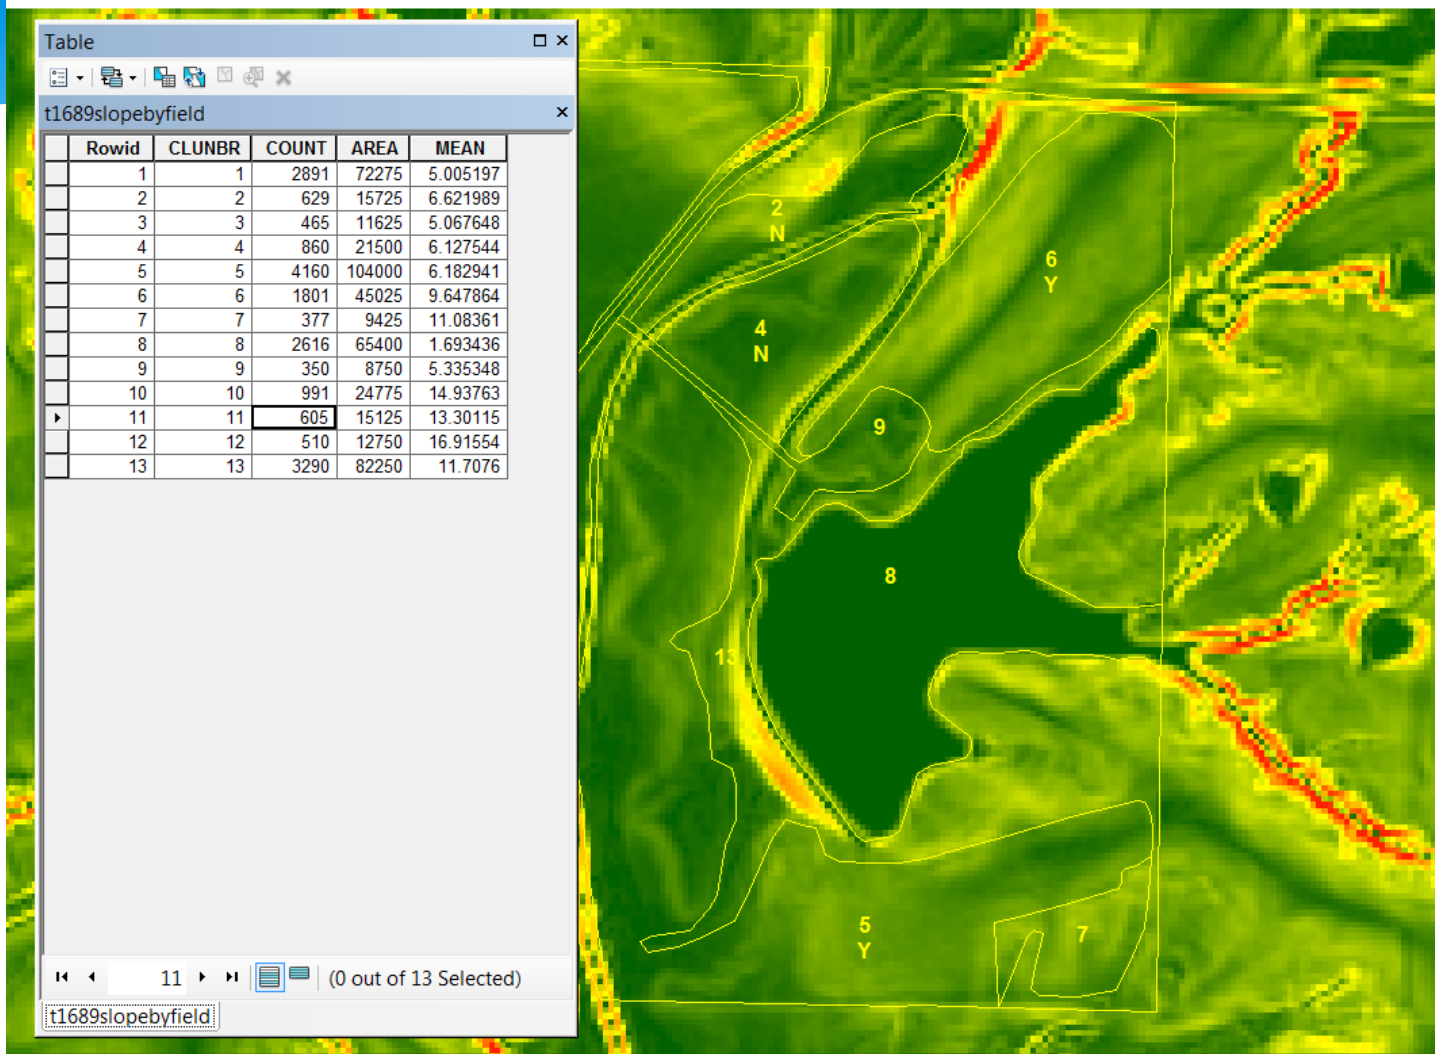 Table
t1689slopebyfield
Rowid CLUNBR COUNT AREA MEAN
1 1 2891 72275 5.005197
2 2 629 15725 6.621989
3 3 465 11625 5.067648
4 4 860 21500 6.127544
5 5 4160 104000 6.182941
6 6 1801 45025 9.647864
7 7 377 9425 11.08361
8 8 2616 65400 1.693436
9 9 350 8750 5.335348
10 10 991 24775 14.93763
11 11 605 15125 13.30115
12 12 510 12750 16.91554
13 13 3290 82250 11.7076
11 (0 out of 13 Selected)
t1689slopebyfield
2
N
6
Y
4
N
9
8
13
5
Y
7